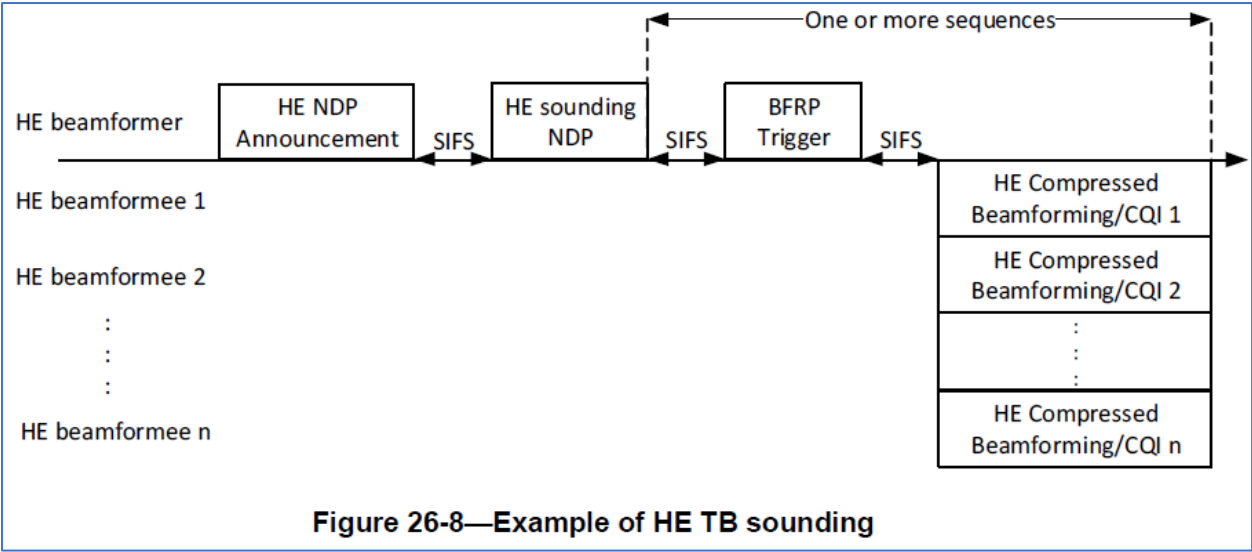 One or more sequences
HE beamformer
HE NDP
Announcement
SIFS
HE sounding
NDP
SIFS
BFRP
Trigger
SIFS
HE beamformee 1
HE Compressed
Beamforming/CQI 1
HE beamformee 2
HE Compressed
Beamforming/CQI 2
:
:
:
:
:
:
HE beamformee n
HE Compressed
Beamforming/CQI n
Figure 26-8—Example of HE TB sounding